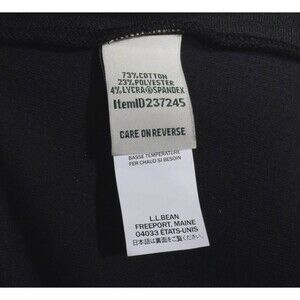 73%COTTON
23%POLYESTER
4%LYCRA®SPANDEX
ItemID237245
CARE ON REVERSE
BASSE TEMPERATURE
FER CHAUD SI BESOIN
L.L.BEAN
FREEPORT, MAINE
04033 ÉTATS-UNIS
日本語は裏面をご覧ください